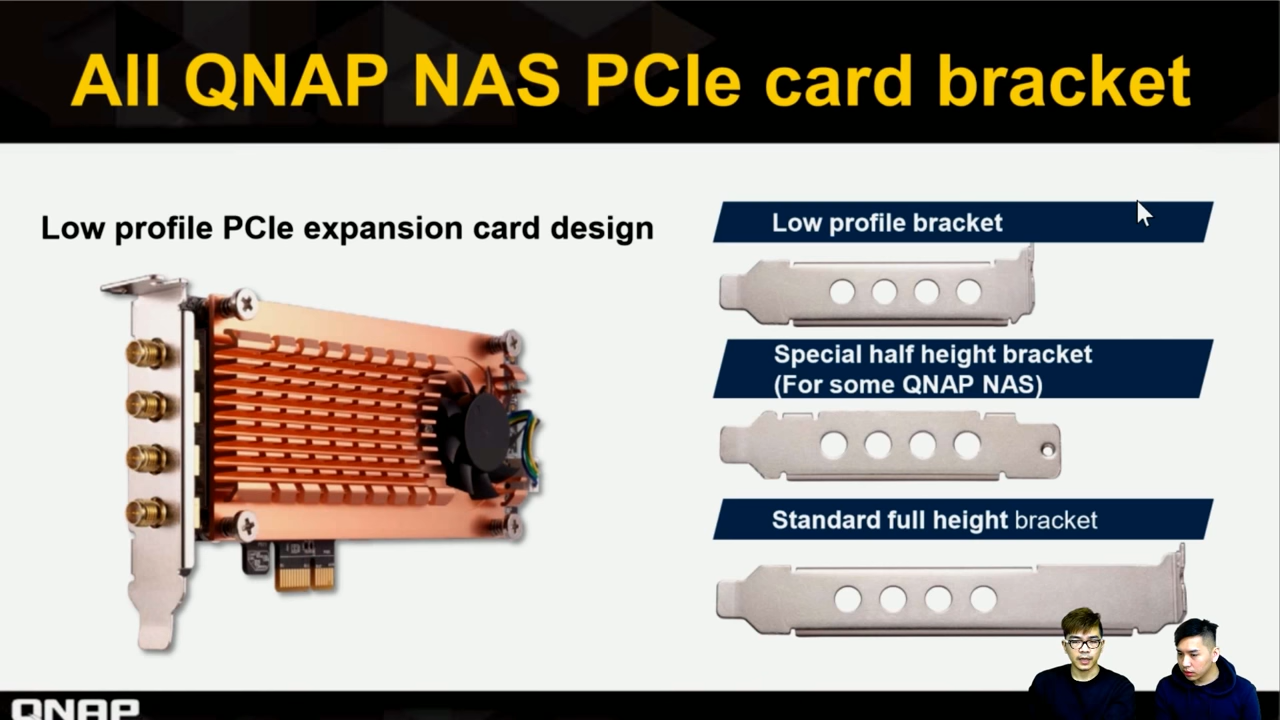 All QNAP NAS PCIe card bracket
Low profile PCIe expansion card design
Low profile bracket
Special half height bracket
(For some QNAP NAS)
Standard full height bracket
QNAP